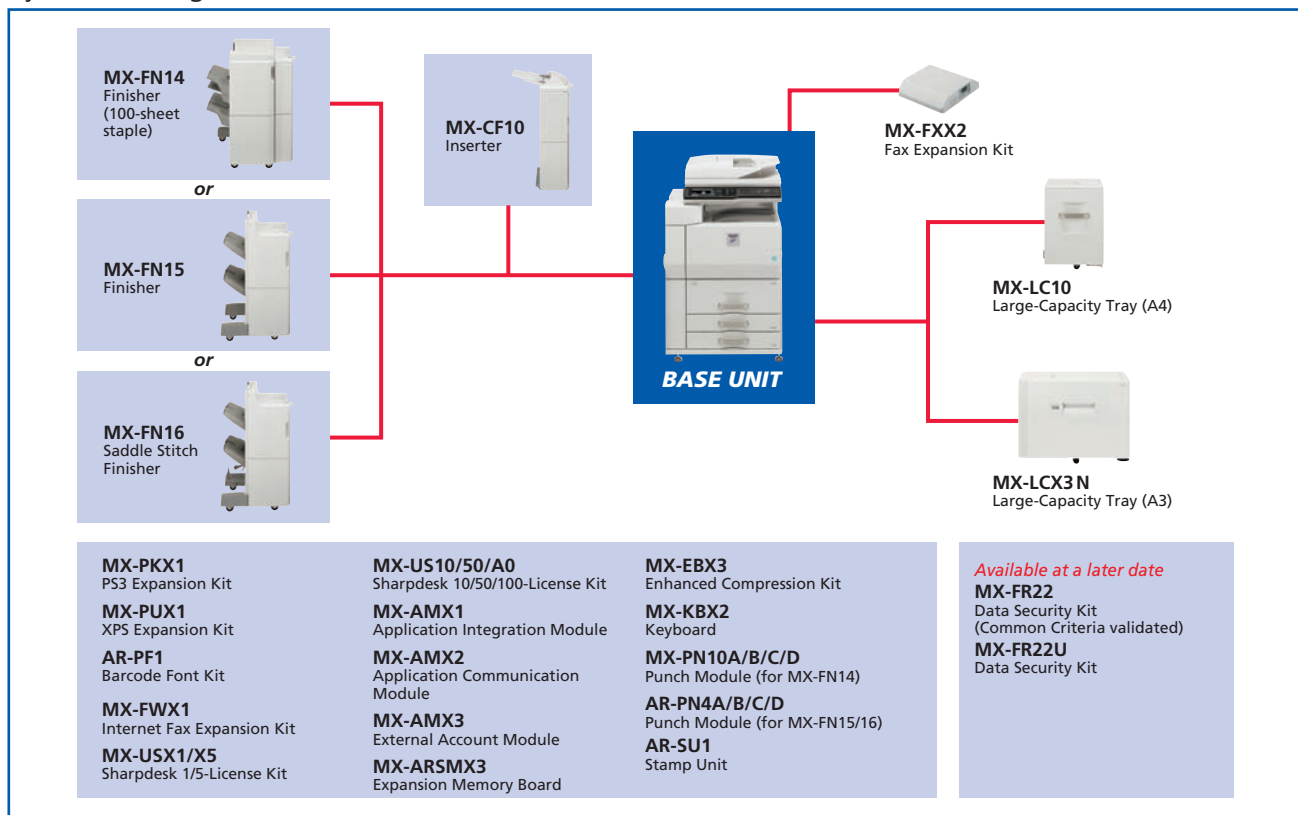 MX-FN14
Finisher
(100-sheet
staple)
or
MX-FN15
Finisher
or
MX-FN16
Saddle Stitch
Finisher
MX-CF10
Inserter
BASE UNIT
MX-FXX2
Fax Expansion Kit
MX-LC10
Large-Capacity Tray (A4)
MX-LCX3 N
Large-Capacity Tray (A3)
MX-PKX1
PS3 Expansion Kit
MX-PUX1
XPS Expansion Kit
AR-PF1
Barcode Font Kit
MX-FWX1
Internet Fax Expansion Kit
MX-USX1/X5
Sharpdesk 1/5-License Kit
MX-US10/50/A0
Sharpdesk 10/50/100-License Kit
MX-AMX1
Application Integration Module
MX-AMX2
Application Communication
Module
MX-AMX3
External Account Module
MX-ARSMX3
Expansion Memory Board
MX-EBX3
Enhanced Compression Kit
MX-KBX2
Keyboard
MX-PN10A/B/C/D
Punch Module (for MX-FN14)
AR-PN4A/B/C/D
Punch Module (for MX-FN15/16)
AR-SU1
Stamp Unit
Available at a later date
MX-FR22
Data Security Kit
(Common Criteria validated)
MX-FR22U
Data Security Kit